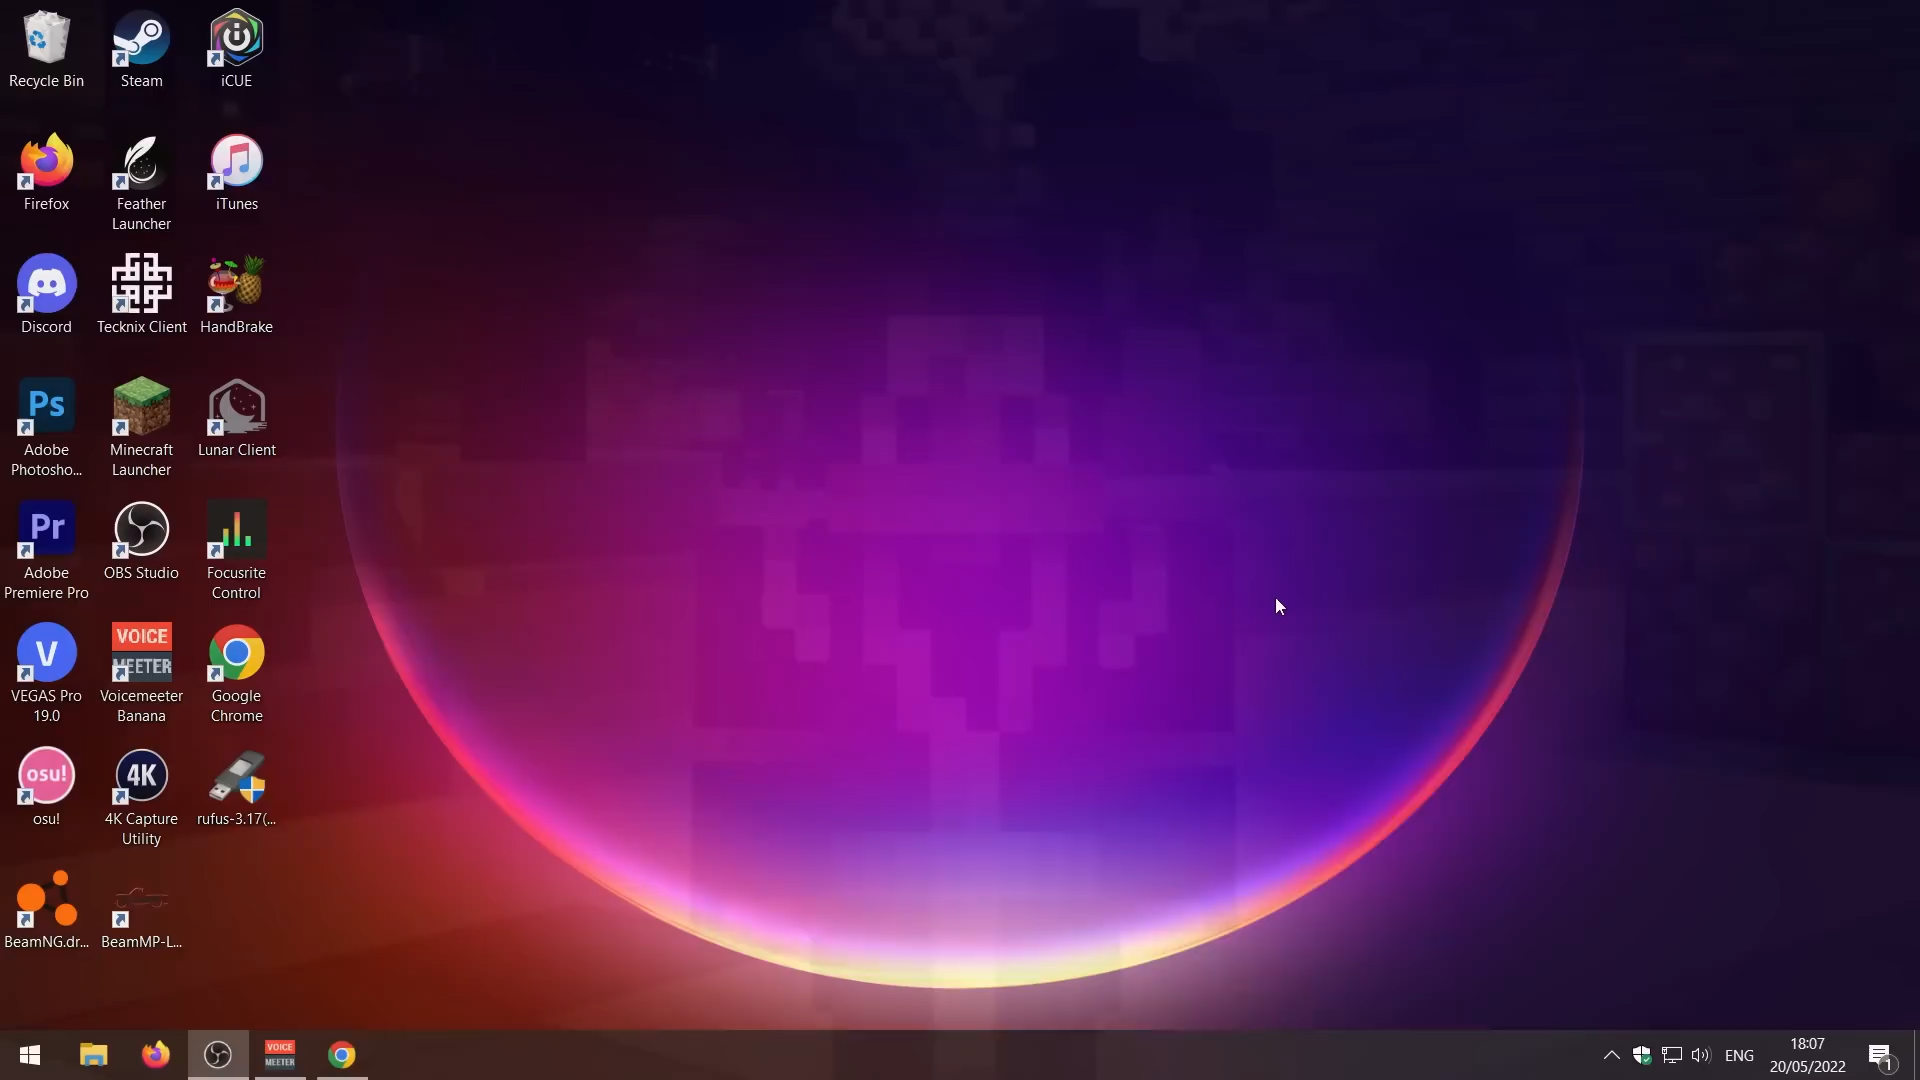 Recycle Bin
Steam
iCUE
Firefox
Feather
Launcher
iTunes
Discord
Tecknix Client
HandBrake
Ps
Adobe
Photosho...
Minecraft
Launcher
Lunar Client
Pr
Adobe
Premiere Pro
OBS Studio
Focusrite
Control
V
VEGAS Pro
19.0
VOICE
MEETER
Voicemeeter
Banana
Google
Chrome
osu!
osu!
4K
4K Capture
Utility
rufus-3.17(...
BeamNG.dr...
BeamMP-L...
VOICE
MEETER
ENG
18:07
20/05/2022
1